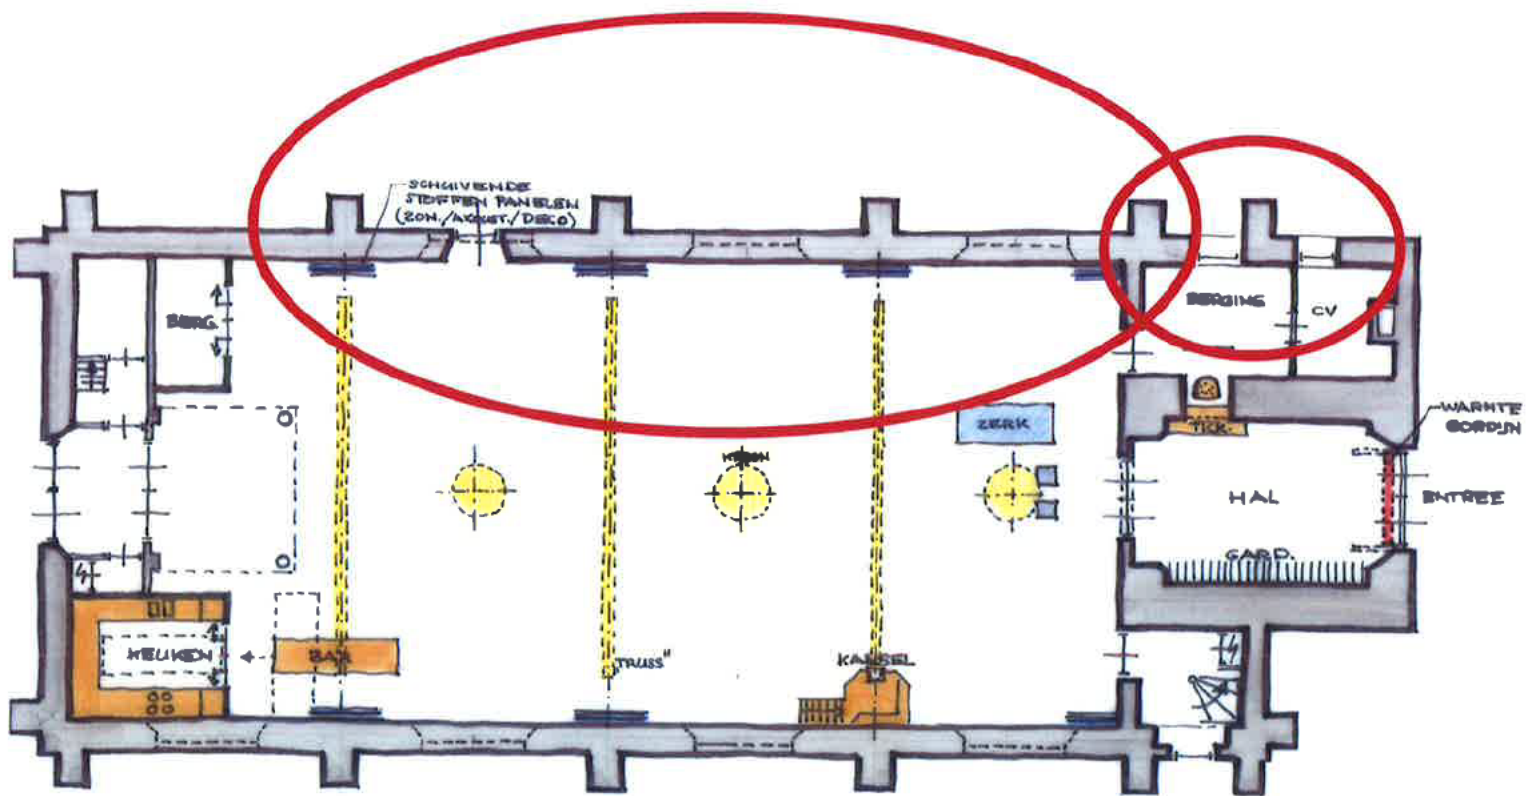 SCHUIVENDE
STOFFEN PANELEN
(ZON./AKOEST./DECO)
BERG.
BERGING
CV
ZERK
TICK.
WARMTE
GORDIJN
HAL
ENTREE
GARD.
KEUKEN
BAR
"TRUSS"
KANSEL